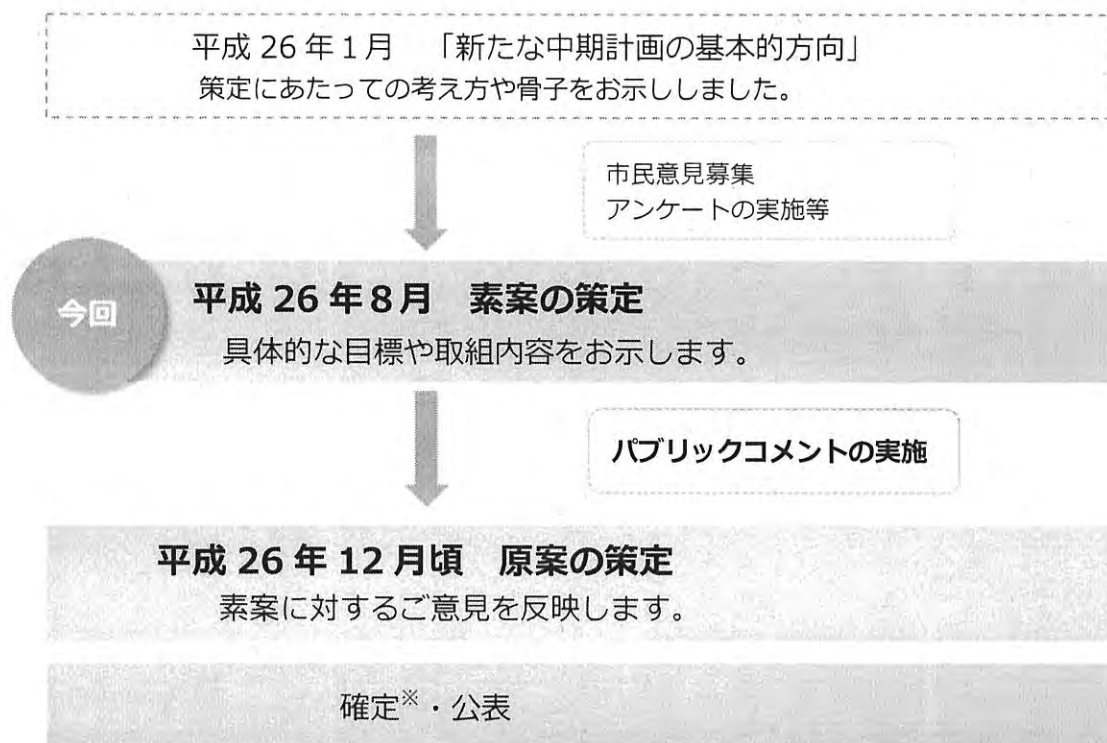 平成 26 年１月　「新たな中期計画の基本的方向」
策定にあたっての考え方や骨子をお示ししました。
市民意見募集
アンケートの実施等
今回
平成 26 年８月　素案の策定
具体的な目標や取組内容をお示します。
パブリックコメントの実施
平成 26 年 12 月頃　原案の策定
素案に対するご意見を反映します。
確定※・公表